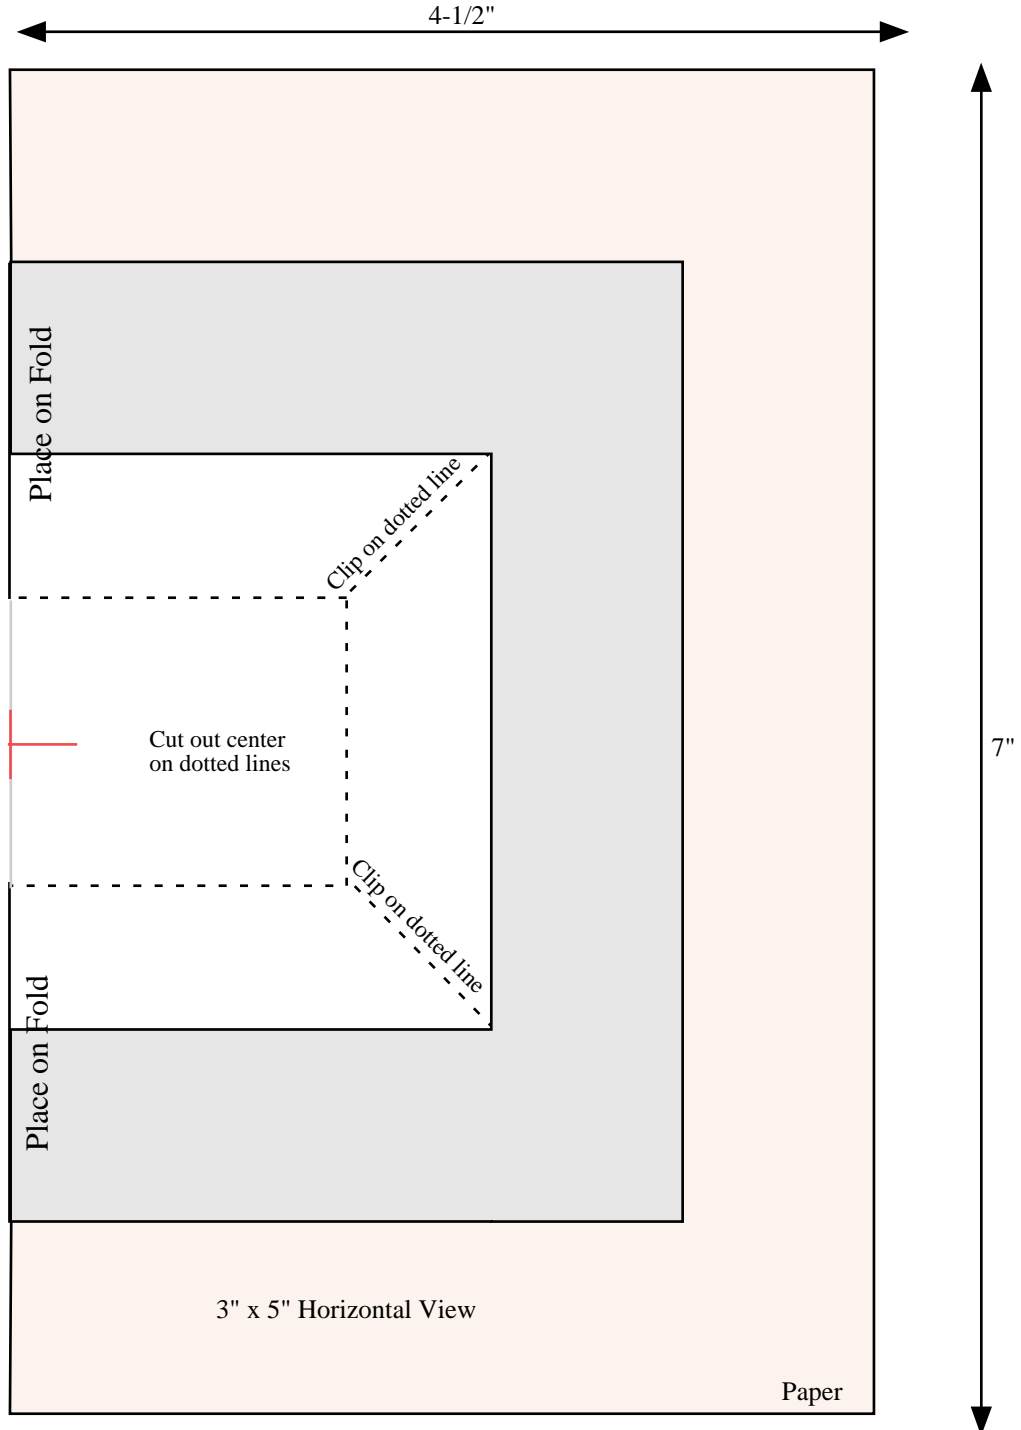 4-1/2"
Place on Fold
Clip on dotted line
Cut out center
on dotted lines
7"
Clip on dotted line
Place on Fold
3" x 5" Horizontal View
Paper